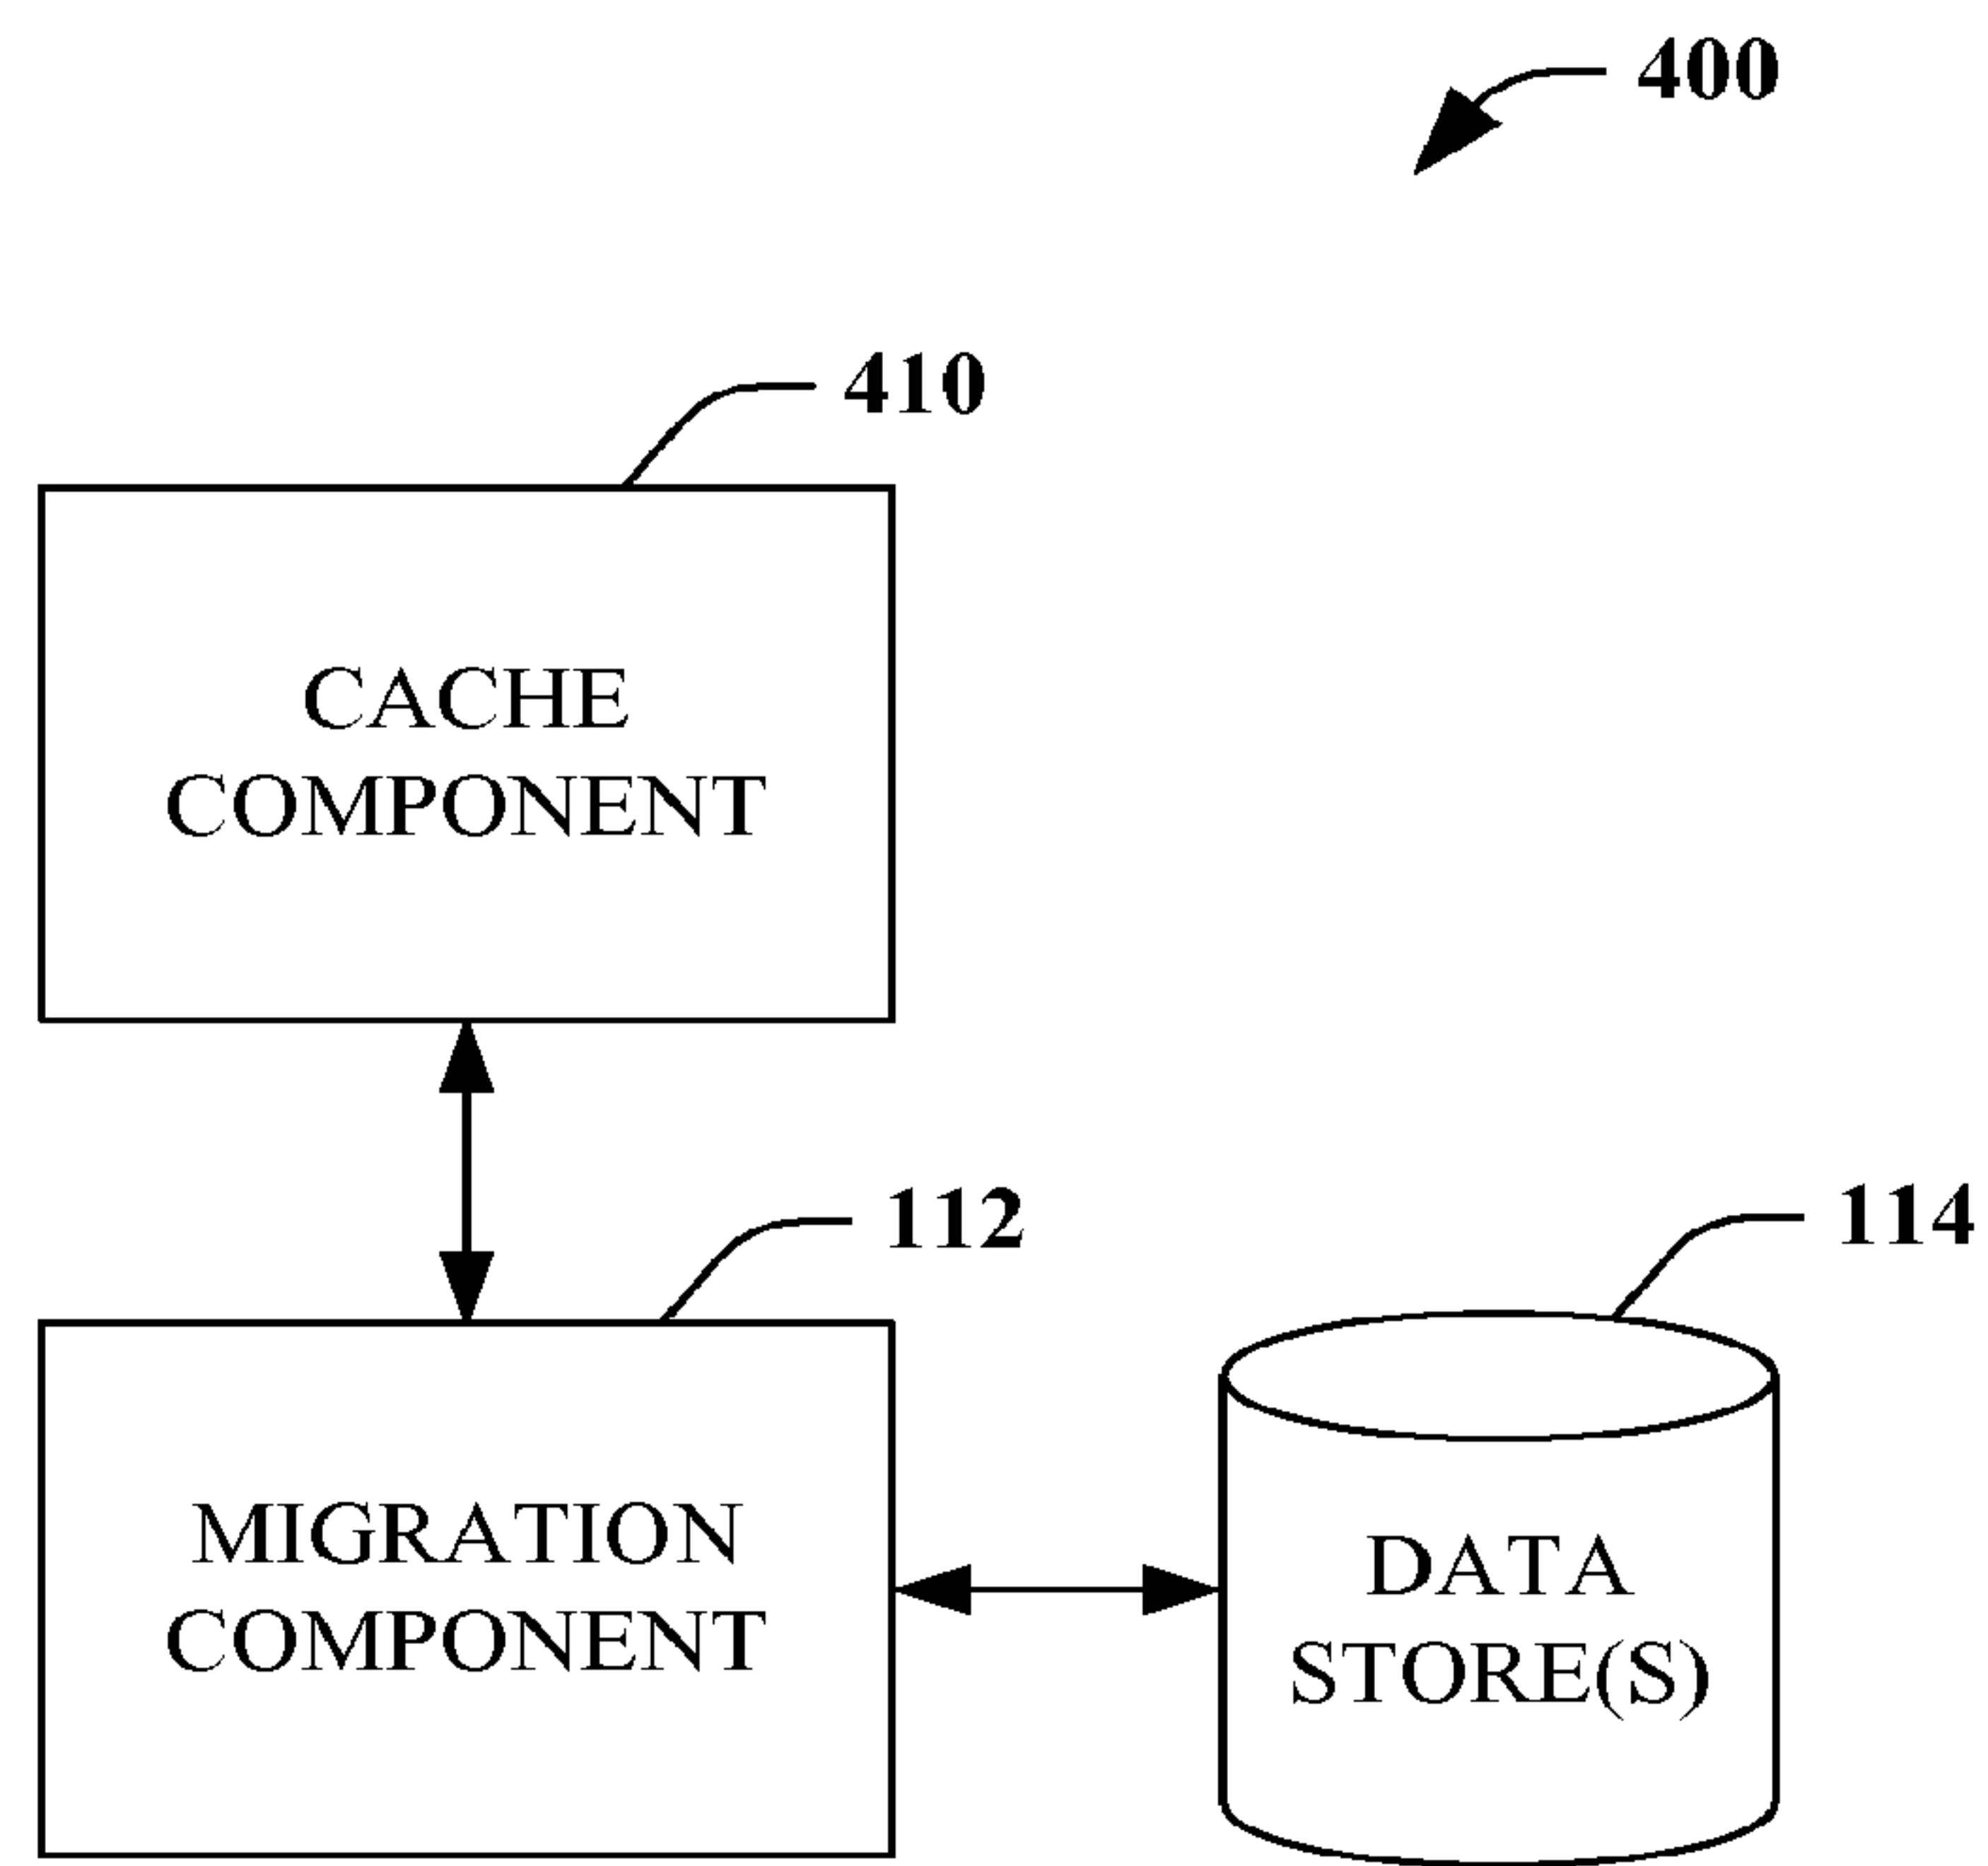 400
410
CACHE
COMPONENT
112
114
MIGRATION
COMPONENT
DATA
STORE(S)